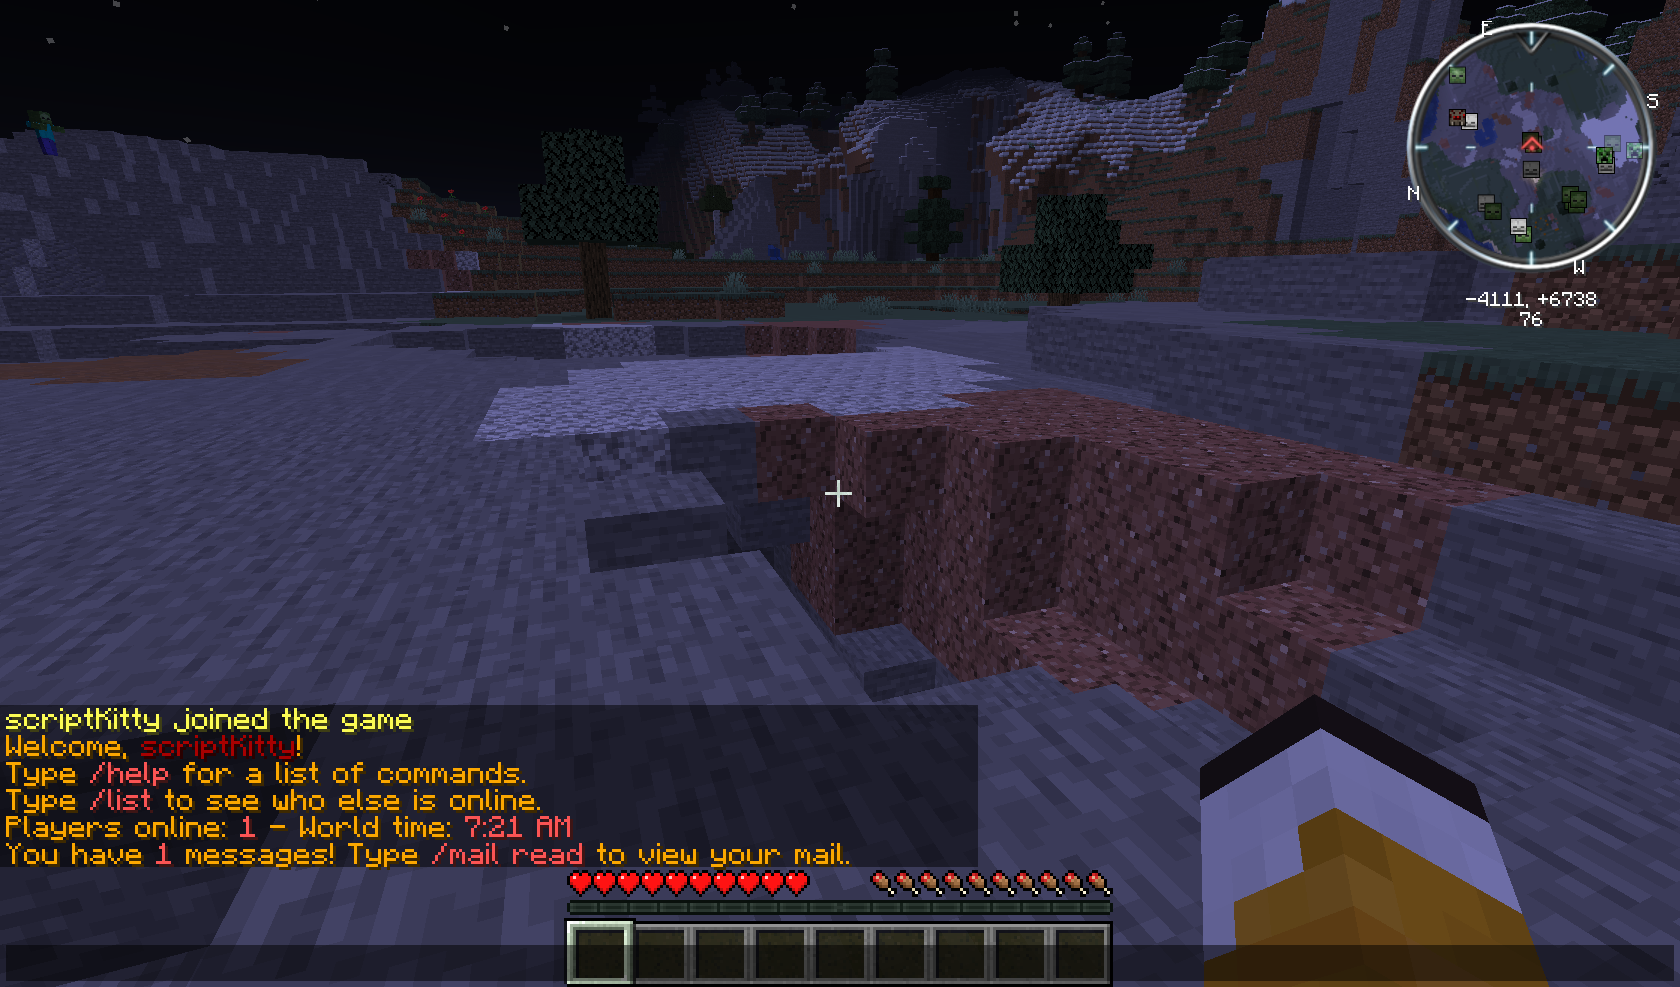 E
S
N
W
-4111, +6738
76
scriptKitty joined the game
Welcome, scriptKitty!
Type /help for a list of commands.
Type /list to see who else is online.
Players online: 1 - World time: 7:21 AM
You have 1 messages! Type /mail read to view your mail.